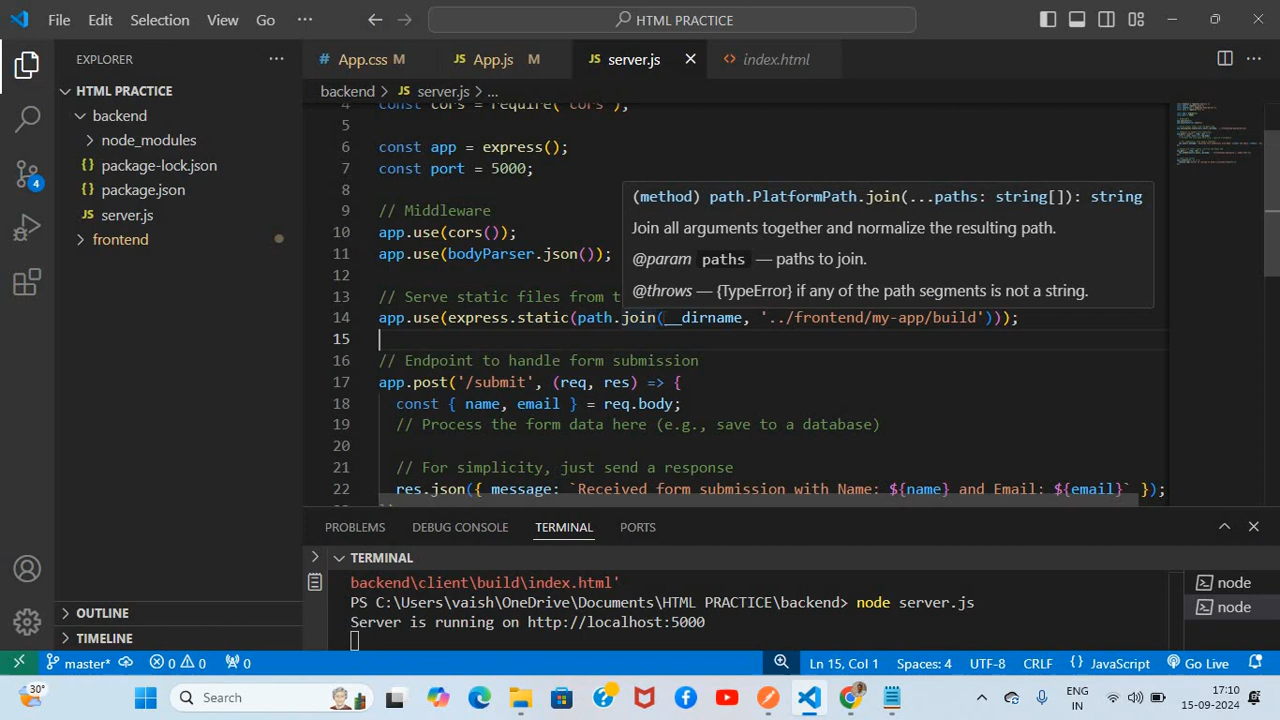 File Edit Selection View Go ... HTML PRACTICE
EXPLORER ...
HTML PRACTICE
backend
node_modules
{} package-lock.json
{} package.json
JS server.js
frontend
OUTLINE
TIMELINE
4
# App.css M JS App.js M JS server.js <> index.html ...
backend > JS server.js > ...
4 const cors = require('cors');
5
6 const app = express();
7 const port = 5000;
8
9 // Middleware
10 app.use(cors());
11 app.use(bodyParser.json());
12
13 // Serve static files from t
14 app.use(express.static(path.join(__dirname, '../frontend/my-app/build')));
15
16 // Endpoint to handle form submission
17 app.post('/submit', (req, res) => {
18 const { name, email } = req.body;
19 // Process the form data here (e.g., save to a database)
20
21 // For simplicity, just send a response
22 res.json({ message: `Received form submission with Name: ${name} and Email: ${email}` });
(method) path.PlatformPath.join(...paths: string[]): string
Join all arguments together and normalize the resulting path.
@param paths — paths to join.
@throws — {TypeError} if any of the path segments is not a string.
PROBLEMS DEBUG CONSOLE TERMINAL PORTS
TERMINAL
backend\client\build\index.html'
PS C:\Users\vaish\OneDrive\Documents\HTML PRACTICE\backend> node server.js
Server is running on http://localhost:5000
node
node
master* 0 0 0 Ln 15, Col 1 Spaces: 4 UTF-8 CRLF {} JavaScript Go Live
30° Search ENG IN 17:10 15-09-2024